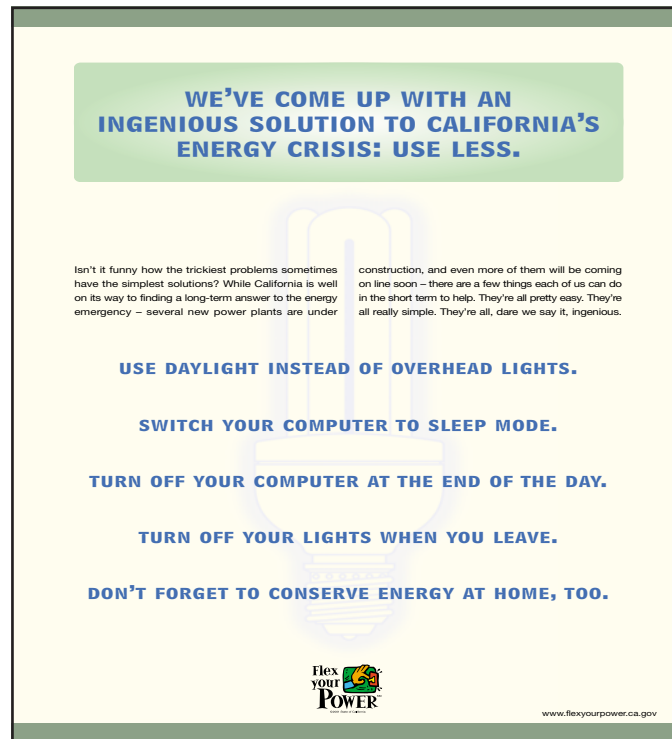 WE'VE COME UP WITH AN
INGENIOUS SOLUTION TO CALIFORNIA'S
ENERGY CRISIS: USE LESS.
Isn't it funny how the trickiest problems sometimes
have the simplest solutions? While California is well
on its way to finding a long-term answer to the energy
emergency – several new power plants are under
construction, and even more of them will be coming
on line soon – there are a few things each of us can do
in the short term to help. They're all pretty easy. They're
all really simple. They're all, dare we say it, ingenious.
USE DAYLIGHT INSTEAD OF OVERHEAD LIGHTS.
SWITCH YOUR COMPUTER TO SLEEP MODE.
TURN OFF YOUR COMPUTER AT THE END OF THE DAY.
TURN OFF YOUR LIGHTS WHEN YOU LEAVE.
DON'T FORGET TO CONSERVE ENERGY AT HOME, TOO.
Flex
your
POWER
www.flexyourpower.ca.gov